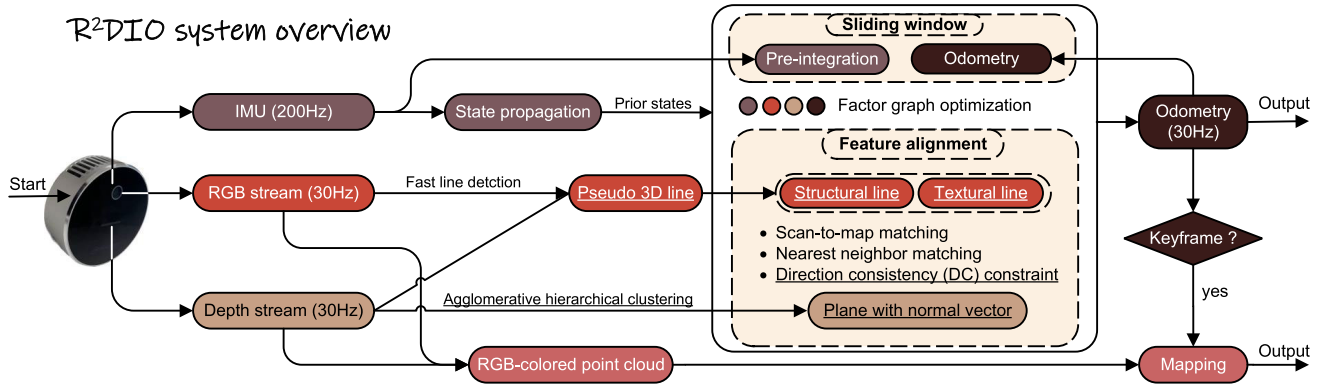 R²DIO system overview
Sliding window
Pre-integration
Odometry
IMU (200Hz)
State propagation
Prior states
Factor graph optimization
Odometry
(30Hz)
Output
Feature alignment
Start
RGB stream (30Hz)
Fast line detction
Pseudo 3D line
Structural line
Textural line
• Scan-to-map matching
• Nearest neighbor matching
• Direction consistency (DC) constraint
Keyframe ?
Depth stream (30Hz)
Agglomerative hierarchical clustering
Plane with normal vector
yes
RGB-colored point cloud
Mapping
Output